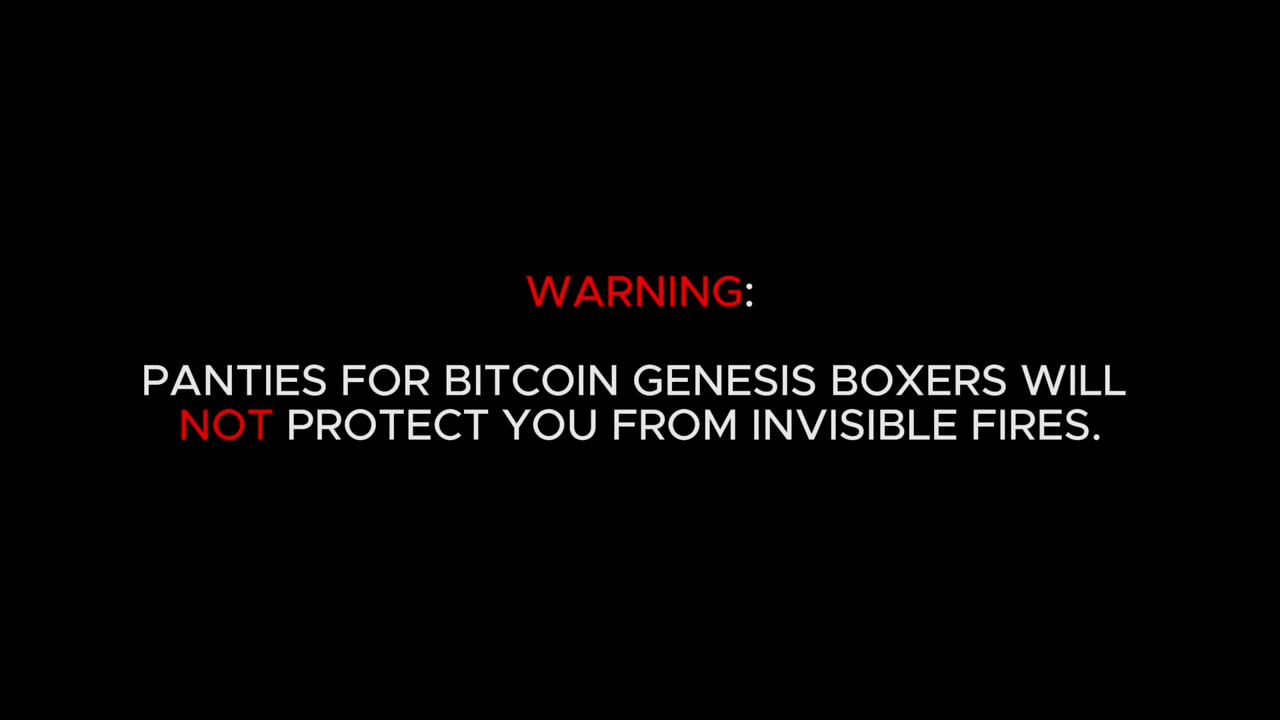 WARNING:
PANTIES FOR BITCOIN GENESIS BOXERS WILL
NOT PROTECT YOU FROM INVISIBLE FIRES.